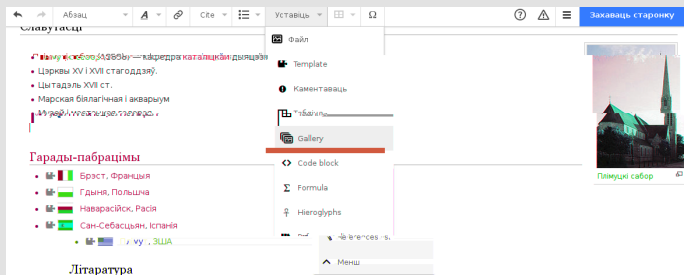 Абзац
Cite
Уставіць
Ω
Захаваць старонку
Славутасці
Файл
Template
Каментаваць
Gallery
Code block
Formula
Hieroglyphs
Менш
Цэрквы XV і XVII стагоддзяў.
Цытадэль XVII ст.
Марская біялагічная і акварыум
Плімуцкі сабор
Гарады-пабрацімы
Брэст, Францыя
Гдыня, Польшча
Наварасійск, Расія
Сан-Себасцьян, Іспанія
ЗША
Літаратура